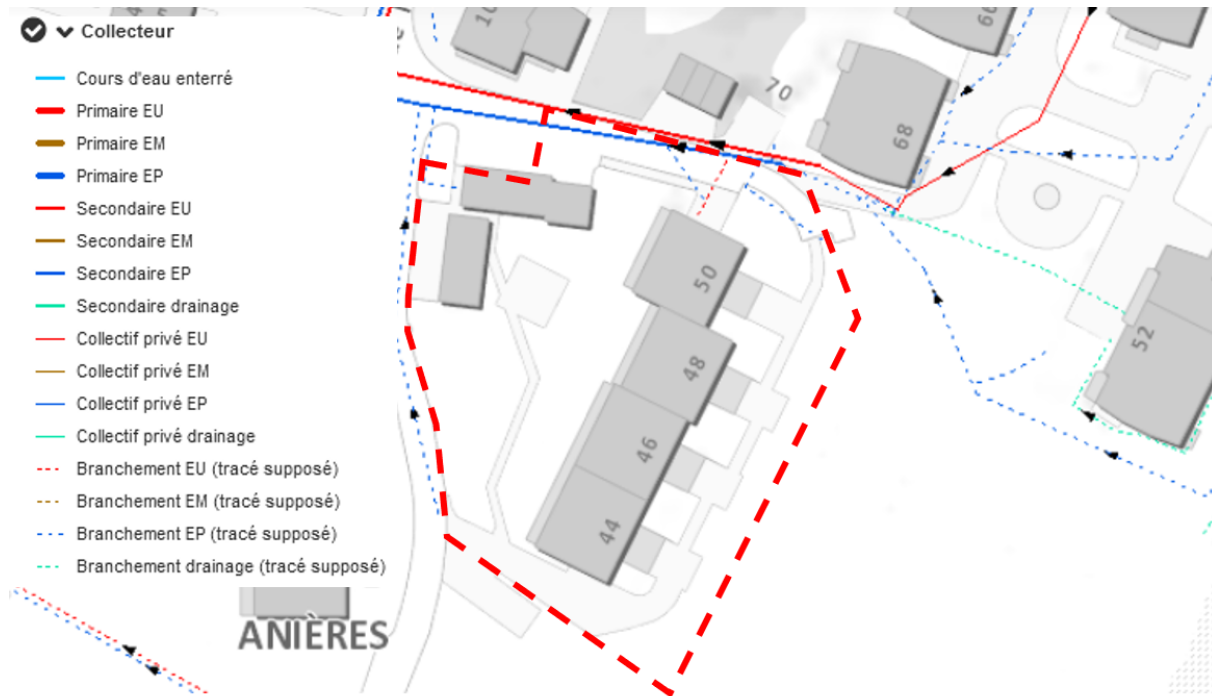 Collecteur
Cours d'eau enterré
Primaire EU
Primaire EM
Primaire EP
Secondaire EU
Secondaire EM
Secondaire EP
Secondaire drainage
Collectif privé EU
Collectif privé EM
Collectif privé EP
Collectif privé drainage
Branchement EU (tracé supposé)
Branchement EM (tracé supposé)
Branchement EP (tracé supposé)
Branchement drainage (tracé supposé)
ANIÈRES
66
70
68
50
52
48
46
44